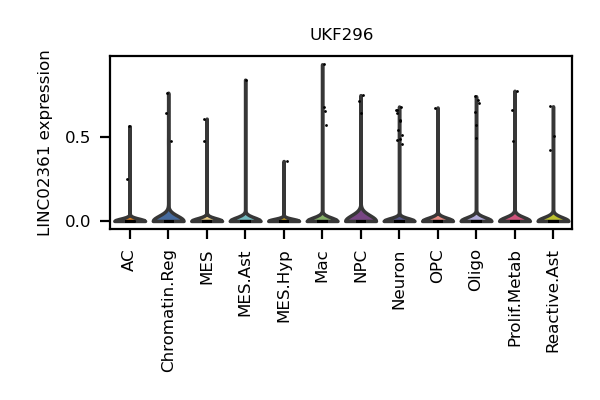 UKF296
LINC02361 expression
0.5
0.0
AC
Chromatin.Reg
MES
MES.Ast
MES.Hyp
Mac
NPC
Neuron
OPC
Oligo
Prolif.Metab
Reactive.Ast